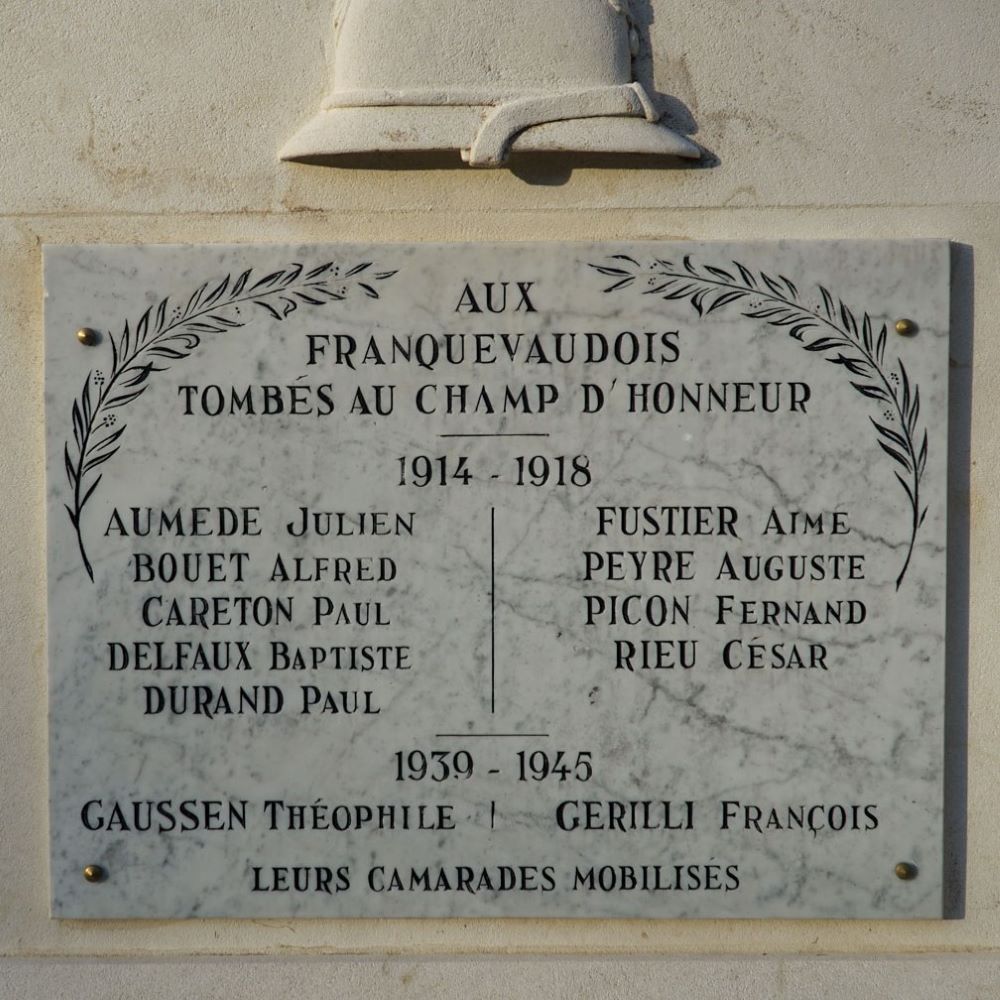 AUX
FRANQUEVAUDOIS
TOMBÉS AU CHAMP D'HONNEUR
1914 - 1918
AUMEDE JULIEN
BOUET ALFRED
CARETON PAUL
DELFAUX BAPTISTE
DURAND PAUL
FUSTIER AIMÉ
PEYRE AUGUSTE
PICON FERNAND
RIEU CÉSAR
1939 - 1945
GAUSSEN THÉOPHILE | GERILLI FRANÇOIS
LEURS CAMARADES MOBILISÉS